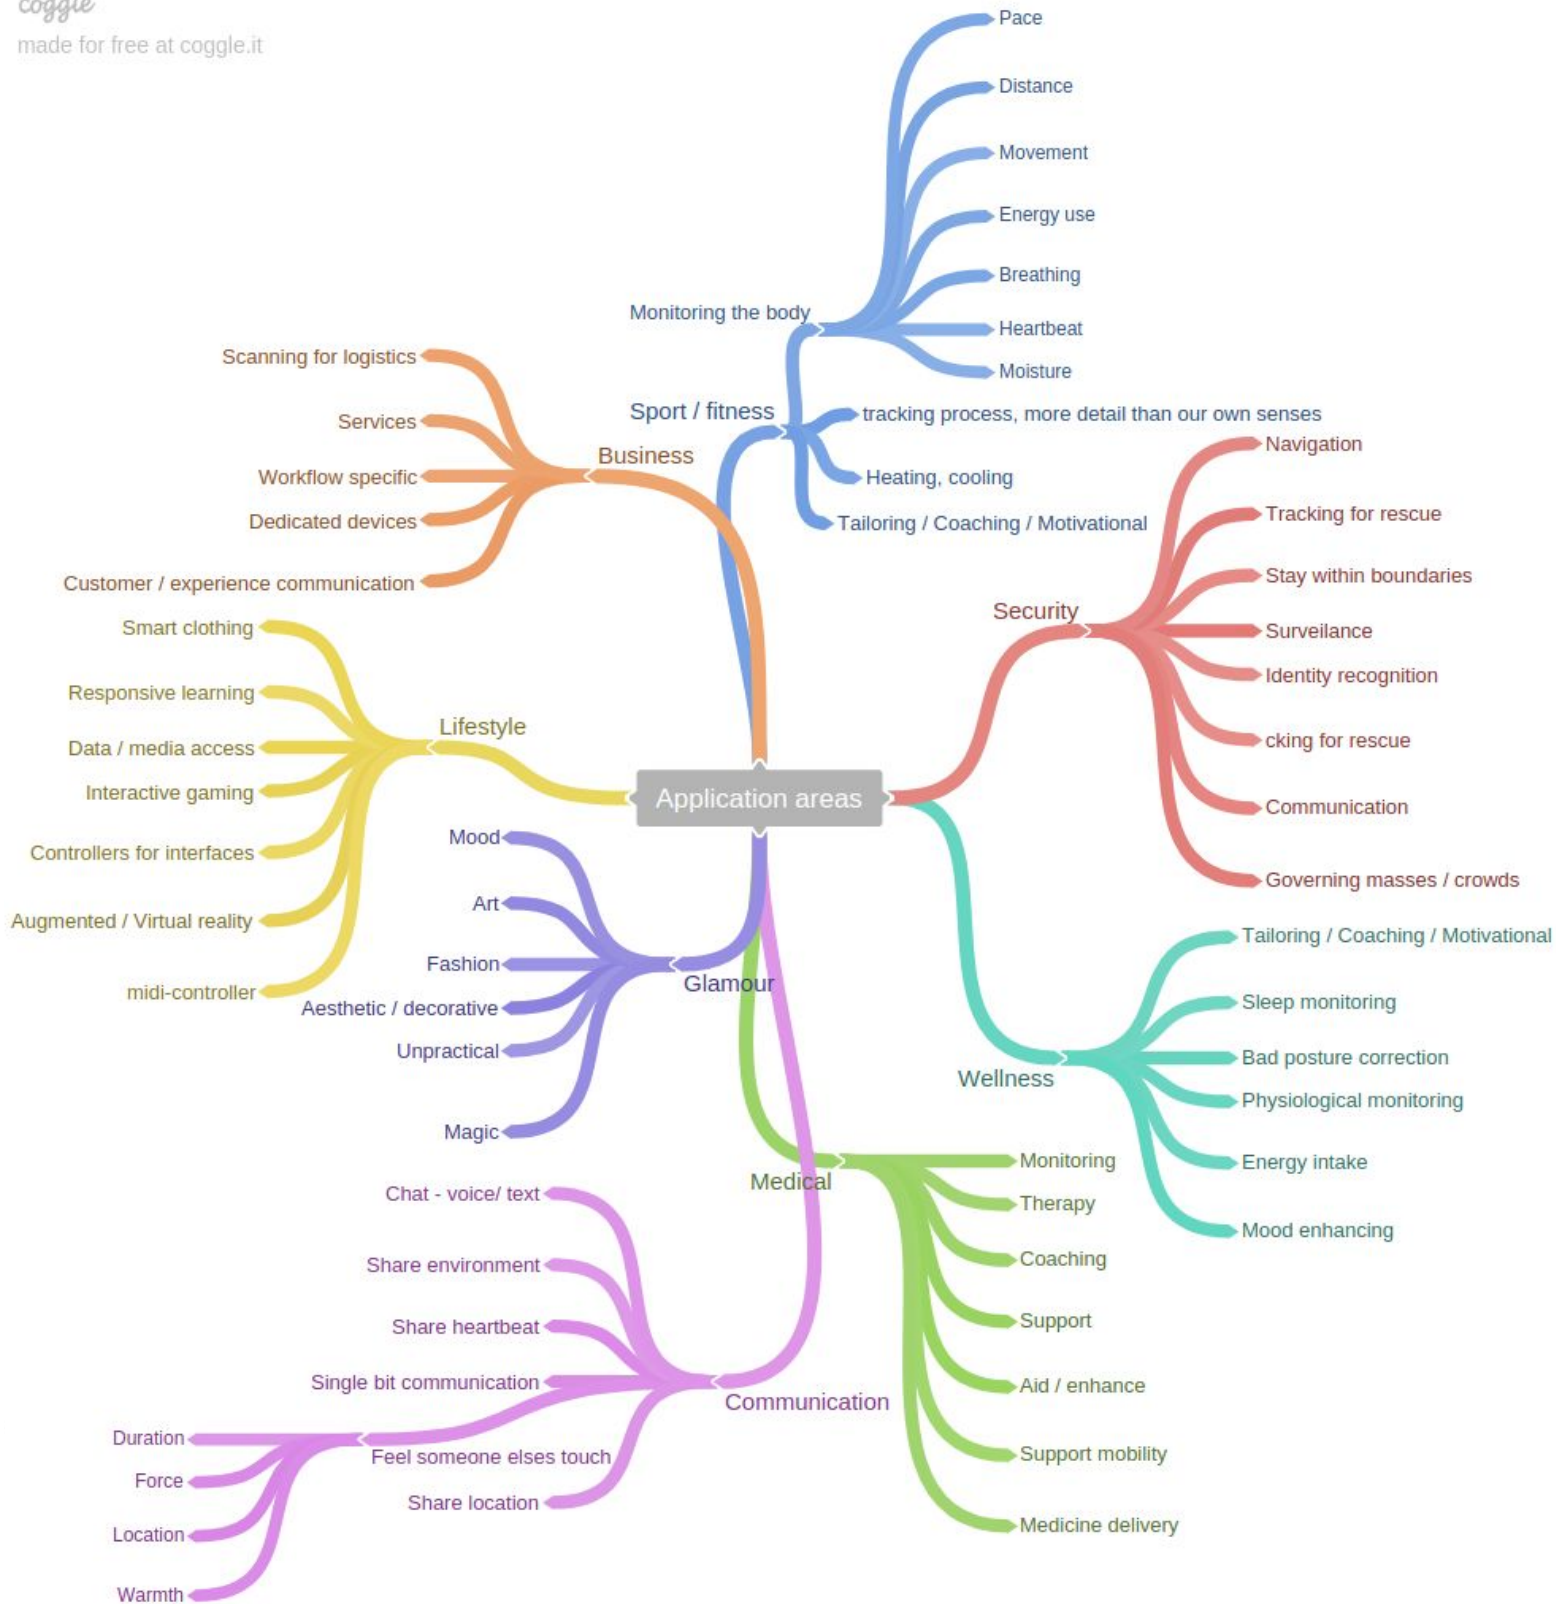 coggle
made for free at coggle.it
Application areas
Sport / fitness
Monitoring the body
Pace
Distance
Movement
Energy use
Breathing
Heartbeat
Moisture
tracking process, more detail than our own senses
Heating, cooling
Tailoring / Coaching / Motivational
Business
Scanning for logistics
Services
Workflow specific
Dedicated devices
Customer / experience communication
Security
Navigation
Tracking for rescue
Stay within boundaries
Surveilance
Identity recognition
cking for rescue
Communication
Governing masses / crowds
Lifestyle
Smart clothing
Responsive learning
Data / media access
Interactive gaming
Controllers for interfaces
Augmented / Virtual reality
midi-controller
Glamour
Mood
Art
Fashion
Aesthetic / decorative
Unpractical
Magic
Wellness
Tailoring / Coaching / Motivational
Sleep monitoring
Bad posture correction
Physiological monitoring
Energy intake
Mood enhancing
Medical
Monitoring
Therapy
Coaching
Support
Aid / enhance
Support mobility
Medicine delivery
Communication
Chat - voice/ text
Share environment
Share heartbeat
Single bit communication
Feel someone elses touch
Duration
Force
Location
Warmth
Share location